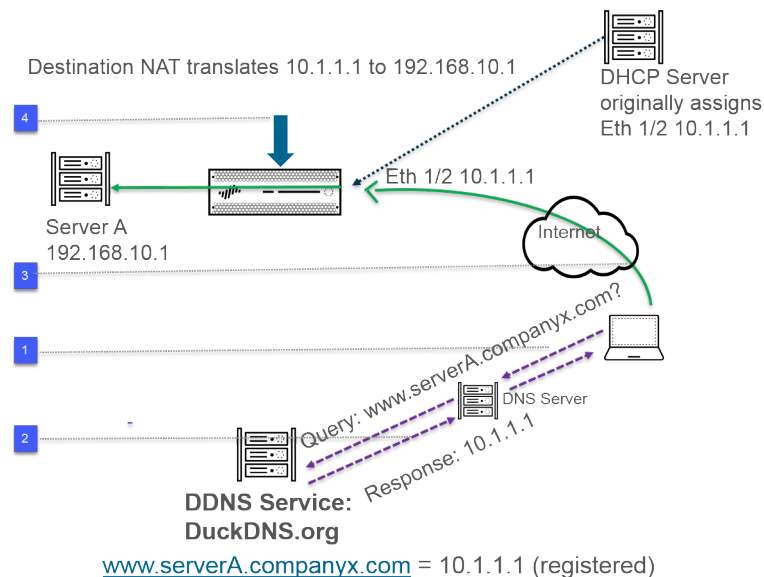 Destination NAT translates 10.1.1.1 to 192.168.10.1
DHCP Server
originally assigns
Eth 1/2 10.1.1.1
4
Eth 1/2 10.1.1.1
Server A
192.168.10.1
Internet
3
1
Query: www.serverA.companyx.com?
DNS Server
2
Response: 10.1.1.1
DDNS Service:
DuckDNS.org
www.serverA.companyx.com = 10.1.1.1 (registered)